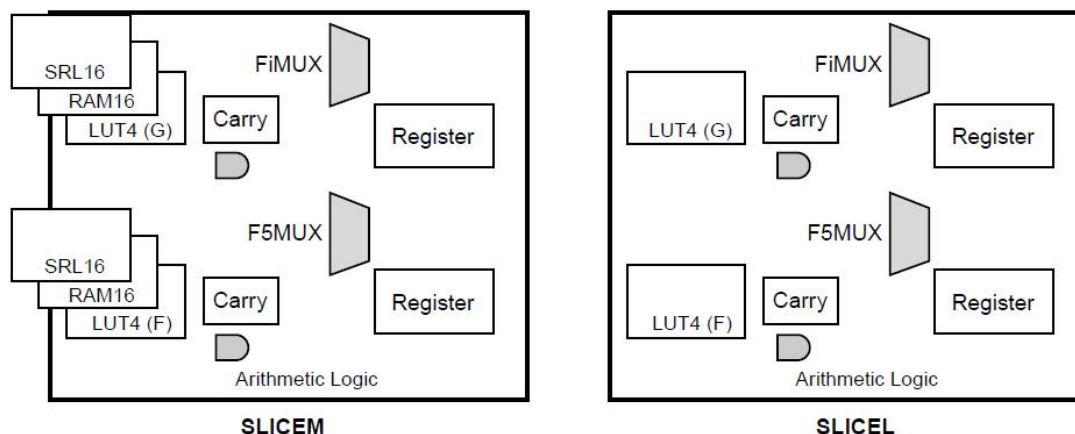 FiMUX
SRL16
RAM16
LUT4 (G)
Carry
Register
F5MUX
SRL16
RAM16
LUT4 (F)
Carry
Register
Arithmetic Logic
SLICEM
FiMUX
LUT4 (G)
Carry
Register
F5MUX
LUT4 (F)
Carry
Register
Arithmetic Logic
SLICEL